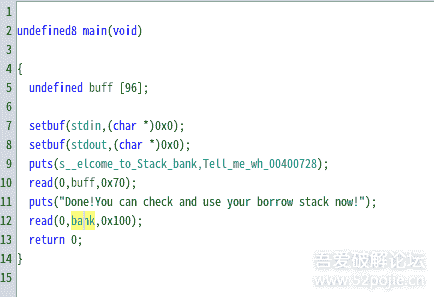 1
2 undefined8 main(void)
3
4 {
5 undefined buff [96];
6
7 setbuf(stdin,(char *)0x0);
8 setbuf(stdout,(char *)0x0);
9 puts(s__elcome_to_Stack_bank,Tell_me_wh_00400728);
10 read(0,buff,0x70);
11 puts("Done!You can check and use your borrow stack now!");
12 read(0,bank,0x100);
13 return 0;
14 }
15
吾爱破解论坛
www.52pojie.cn